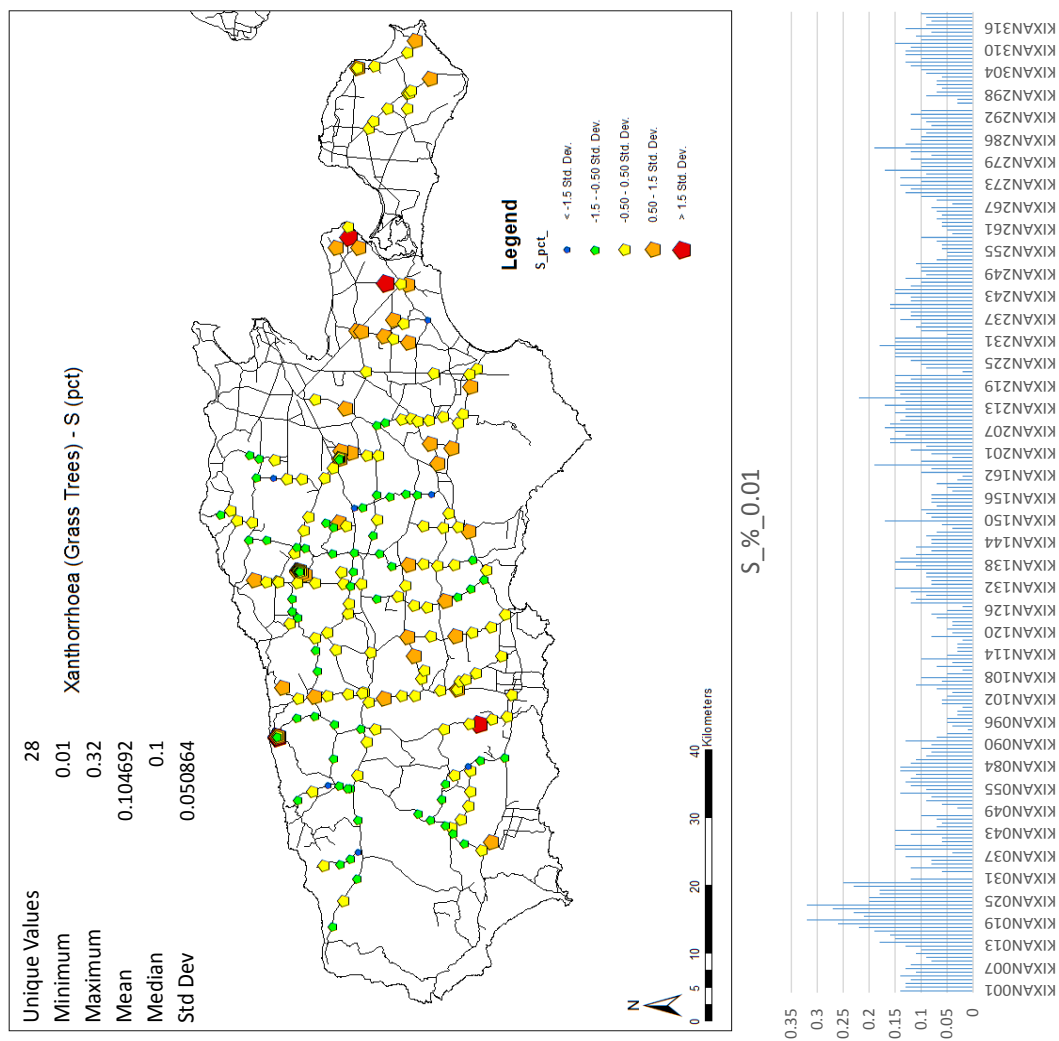 Unique Values 28
Minimum 0.01
Maximum 0.32
Mean 0.104692
Median 0.1
Std Dev 0.050864
Xanthorrhoea (Grass Trees) - S (pct)
Legend
S_pct_
< -1.5 Std. Dev.
-1.5 - -0.50 Std. Dev.
-0.50 - 0.50 Std. Dev.
0.50 - 1.5 Std. Dev.
> 1.5 Std. Dev.
N
0 5 10 20 30 40
Kilometers
S_%_0.01
0.35
0.3
0.25
0.2
0.15
0.1
0.05
0
KIXAN001
KIXAN007
KIXAN013
KIXAN019
KIXAN025
KIXAN031
KIXAN037
KIXAN043
KIXAN049
KIXAN055
KIXAN084
KIXAN090
KIXAN096
KIXAN102
KIXAN108
KIXAN114
KIXAN120
KIXAN126
KIXAN132
KIXAN138
KIXAN144
KIXAN150
KIXAN156
KIXAN162
KIXAN201
KIXAN207
KIXAN213
KIXAN219
KIXAN225
KIXAN231
KIXAN237
KIXAN243
KIXAN249
KIXAN255
KIXAN261
KIXAN267
KIXAN273
KIXAN279
KIXAN286
KIXAN292
KIXAN298
KIXAN304
KIXAN310
KIXAN316